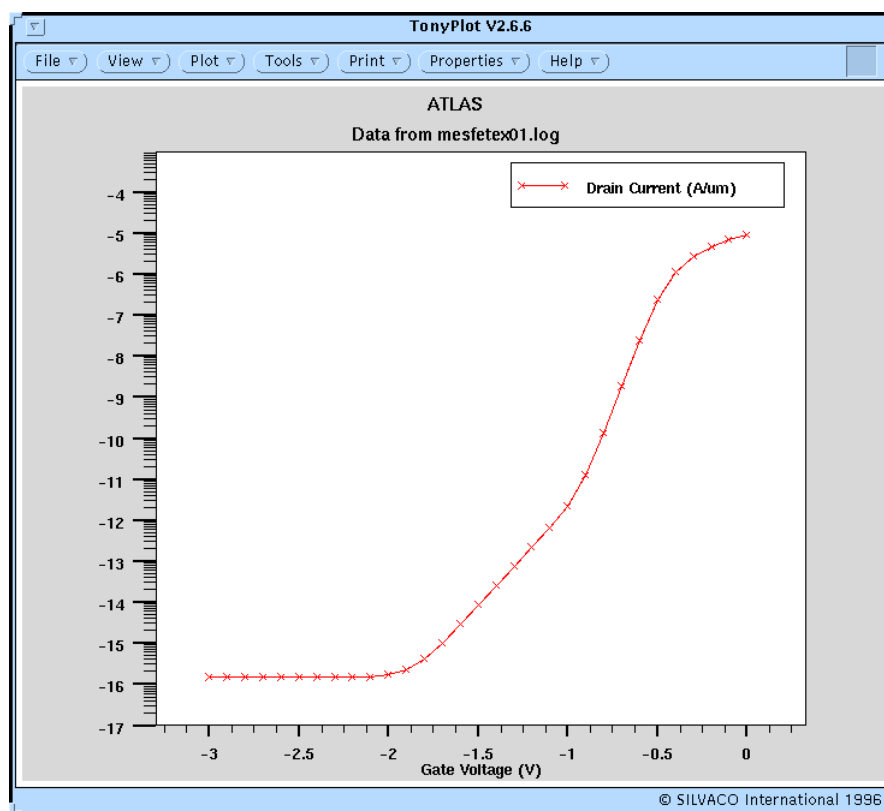 TonyPlot V2.6.6
File View Plot Tools Print Properties Help
ATLAS
Data from mesfetex01.log
Drain Current (A/um)
-4
-5
-6
-7
-8
-9
-10
-11
-12
-13
-14
-15
-16
-17
-3 -2.5 -2 -1.5 -1 -0.5 0
Gate Voltage (V)
© SILVACO International 1996